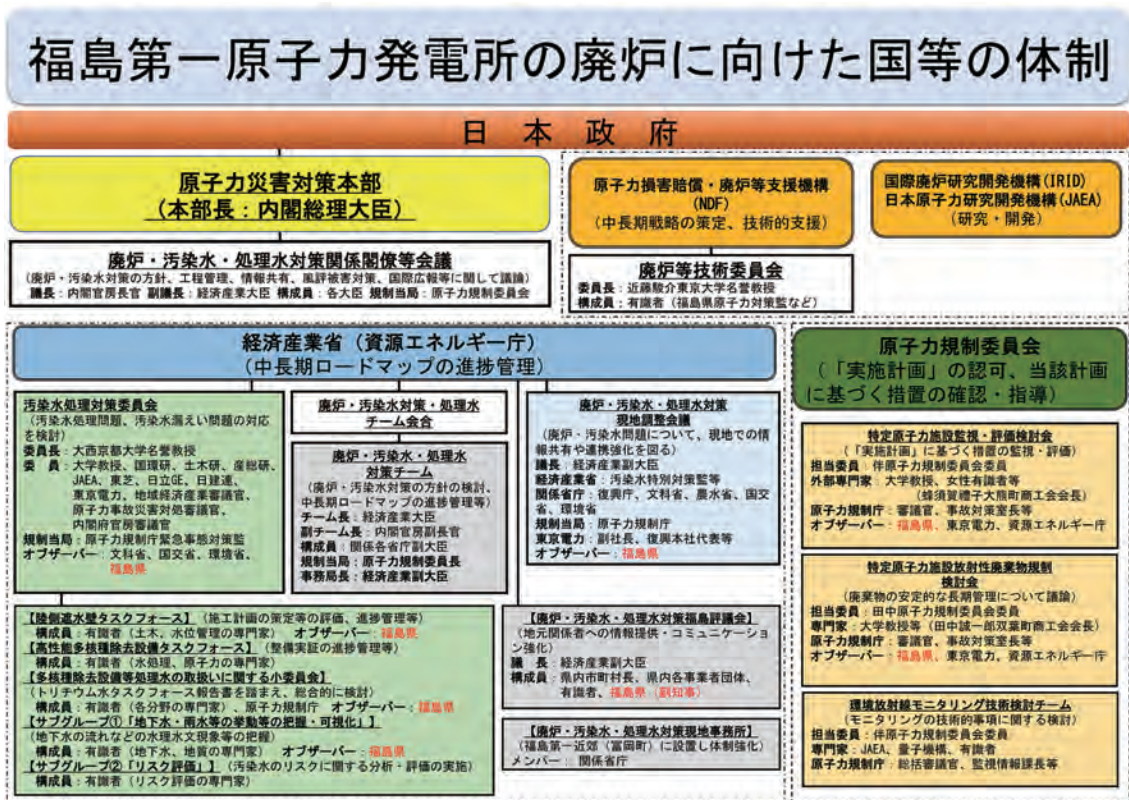 福島第一原子力発電所の廃炉に向けた国等の体制
日本政府
原子力災害対策本部
(本部長:内閣総理大臣)
廃炉・汚染水・処理水対策関係閣僚等会議
(廃炉・汚染水対策の方針、工程管理、情報共有、風評被害対策、国際広報等に関して議論)
議長:内閣官房長官 副議長:経済産業大臣 構成員:各大臣 規制当局:原子力規制委員会
原子力損害賠償・廃炉等支援機構
(NDF)
(中長期戦略の策定、技術的支援)
廃炉等技術委員会
委員長:近藤駿介東京大学名誉教授
構成員:有識者(福島県原子力対策監など)
国際廃炉研究開発機構(IRID)
日本原子力研究開発機構(JAEA)
(研究・開発)
経済産業省(資源エネルギー庁)
(中長期ロードマップの進捗管理)
汚染水処理対策委員会
(汚染水処理問題、汚染水漏えい問題の対応
を検討)
委員長:大西京都大学名誉教授
委 員:大学教授、国環研、土木研、産総研、
JAEA、東芝、日立GE、日建連、
東京電力、地域経済産業審議官、
原子力事故災害対処審議官、
内閣府官房審議官
規制当局:原子力規制庁緊急事態対策監
オブザーバー:文科省、国交省、環境省、
福島県
廃炉・汚染水対策・処理水
チーム会合
廃炉・汚染水・処理水
対策チーム
(廃炉・汚染水対策の方針の検討、
中長期ロードマップの進捗管理等)
チーム長:経済産業大臣
副チーム長:内閣官房副長官
構成員:関係各省庁副大臣
規制当局:原子力規制委員長
事務局長:経済産業副大臣
廃炉・汚染水・処理水対策
現地調整会議
(廃炉・汚染水問題について、現地での情
報共有や連携強化を図る)
議長:経済産業副大臣
経済産業省:汚染水特別対策監等
関係省庁:復興庁、文科省、農水省、国交
省、環境省
規制当局:原子力規制庁
東京電力:副社長、復興本社代表等
オブザーバー:福島県
【陸側遮水壁タスクフォース】(施工計画の策定等の評価、進捗管理等)
構成員:有識者(土木、水位管理の専門家) オブザーバー:福島県
【高性能多核種除去設備タスクフォース】(整備実証の進捗管理等)
構成員:有識者(水処理、原子力の専門家)
【多核種除去設備等処理水の取扱いに関する小委員会】
(トリチウム水タスクフォース報告書を踏まえ、総合的に検討)
構成員:有識者(各分野の専門家)、原子力規制庁 オブザーバー:福島県
【サブグループ①「地下水・雨水等の挙動等の把握・可視化」】
(地下水の流れなどの水理水文現象等の把握)
構成員:有識者(地下水、地質の専門家) オブザーバー:福島県
【サブグループ②「リスク評価」】(汚染水のリスクに関する分析・評価の実施)
構成員:有識者(リスク評価の専門家)
【廃炉・汚染水・処理水対策福島評議会】
(地元関係者への情報提供・コミュニケーショ
ン強化)
議 長:経済産業副大臣
構成員:県内市町村長、県内各事業者団体、
有識者、福島県(副知事)
【廃炉・汚染水・処理水対策現地事務所】
(福島第一近郊(富岡町)に設置し体制強化)
メンバー: 関係省庁
原子力規制委員会
(「実施計画」の認可、当該計画
に基づく措置の確認・指導)
特定原子力施設監視・評価検討会
(「実施計画」に基づく措置の監視・評価)
担当委員:伴原子力規制委員会委員
外部専門家:大学教授、女性有識者等
(蜂須賀禮子大熊町商工会会長)
原子力規制庁:審議官、事故対策室長等
オブザーバー:福島県、東京電力、資源エネルギー庁
特定原子力施設放射性廃棄物規制
検討会
(廃棄物の安定的な長期管理について議論)
担当委員:田中原子力規制委員会委員
専門家:大学教授等(田中誠一郎双葉町商工会会長)
原子力規制庁:審議官、事故対策室長等
オブザーバー:福島県、東京電力、資源エネルギー庁
環境放射線モニタリング技術検討チーム
(モニタリングの技術的事項に関する検討)
担当委員:伴原子力規制委員会委員
専門家:JAEA、量子機構、有識者
原子力規制庁:総括審議官、監視情報課長等